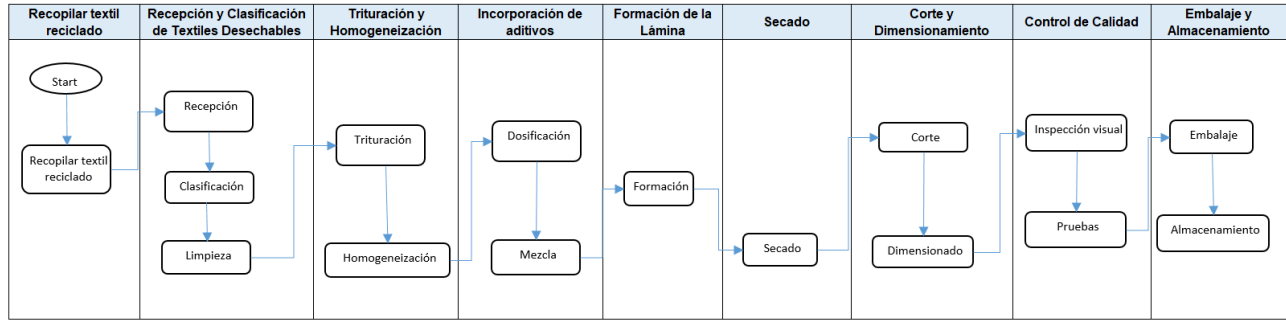 Recopilar textil
reciclado
Recepción y Clasificación
de Textiles Desechables
Trituración y
Homogeneización
Incorporación de
aditivos
Formación de la
Lámina
Secado
Corte y
Dimensionamiento
Control de Calidad
Embalaje y
Almacenamiento
Start
Recopilar textil
reciclado
Recepción
Clasificación
Limpieza
Trituración
Homogeneización
Dosificación
Mezcla
Formación
Secado
Corte
Dimensionado
Inspección visual
Pruebas
Embalaje
Almacenamiento